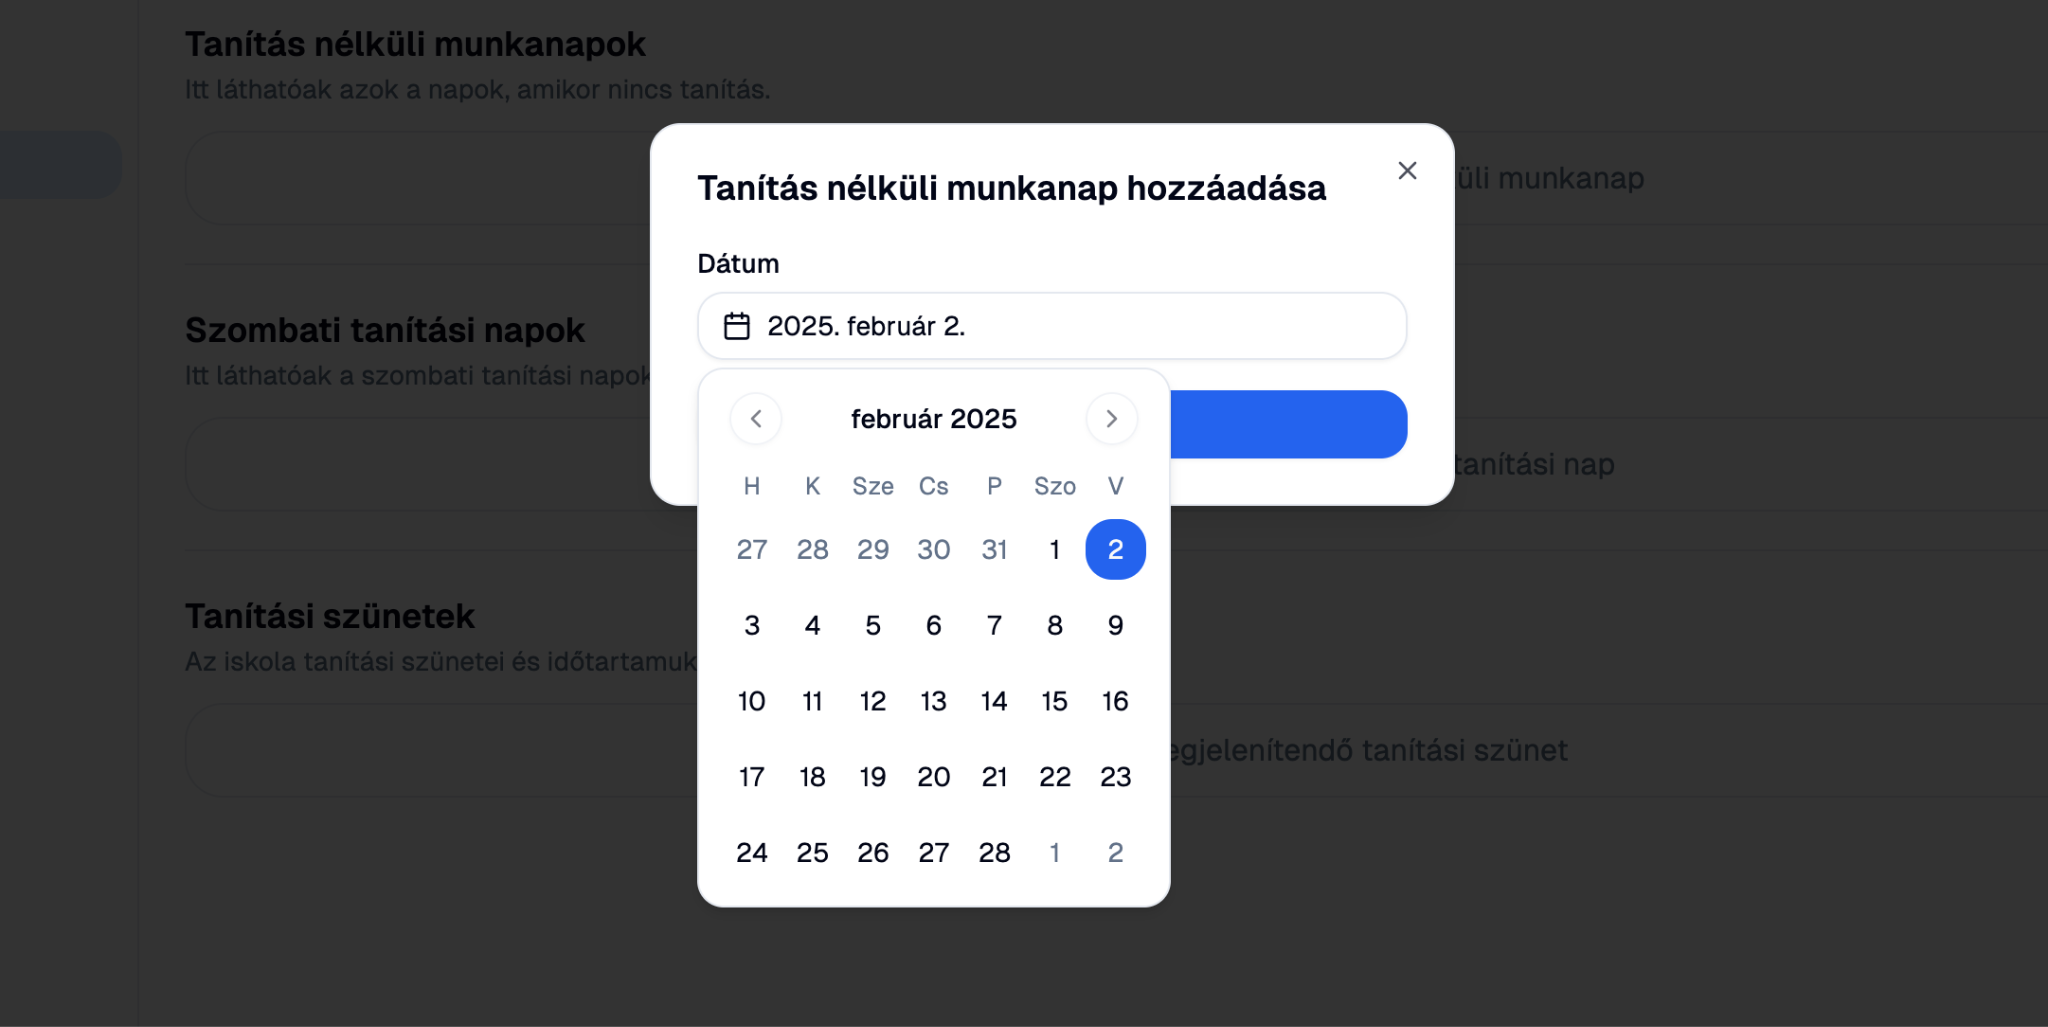 Tanítás nélküli munkanapok
Itt láthatóak azok a napok, amikor nincs tanítás.
munkanap
Szombati tanítási napok
Itt láthatóak a szombati tanítási napok
tanítási nap
Tanítási szünetek
Az iskola tanítási szünetei és időtartamuk
tanítási szünet
Tanítás nélküli munkanap hozzáadása
Dátum
2025. február 2.
február 2025
H K Sze Cs P Szo V
27 28 29 30 31 1 2
3 4 5 6 7 8 9
10 11 12 13 14 15 16
17 18 19 20 21 22 23
24 25 26 27 28 1 2